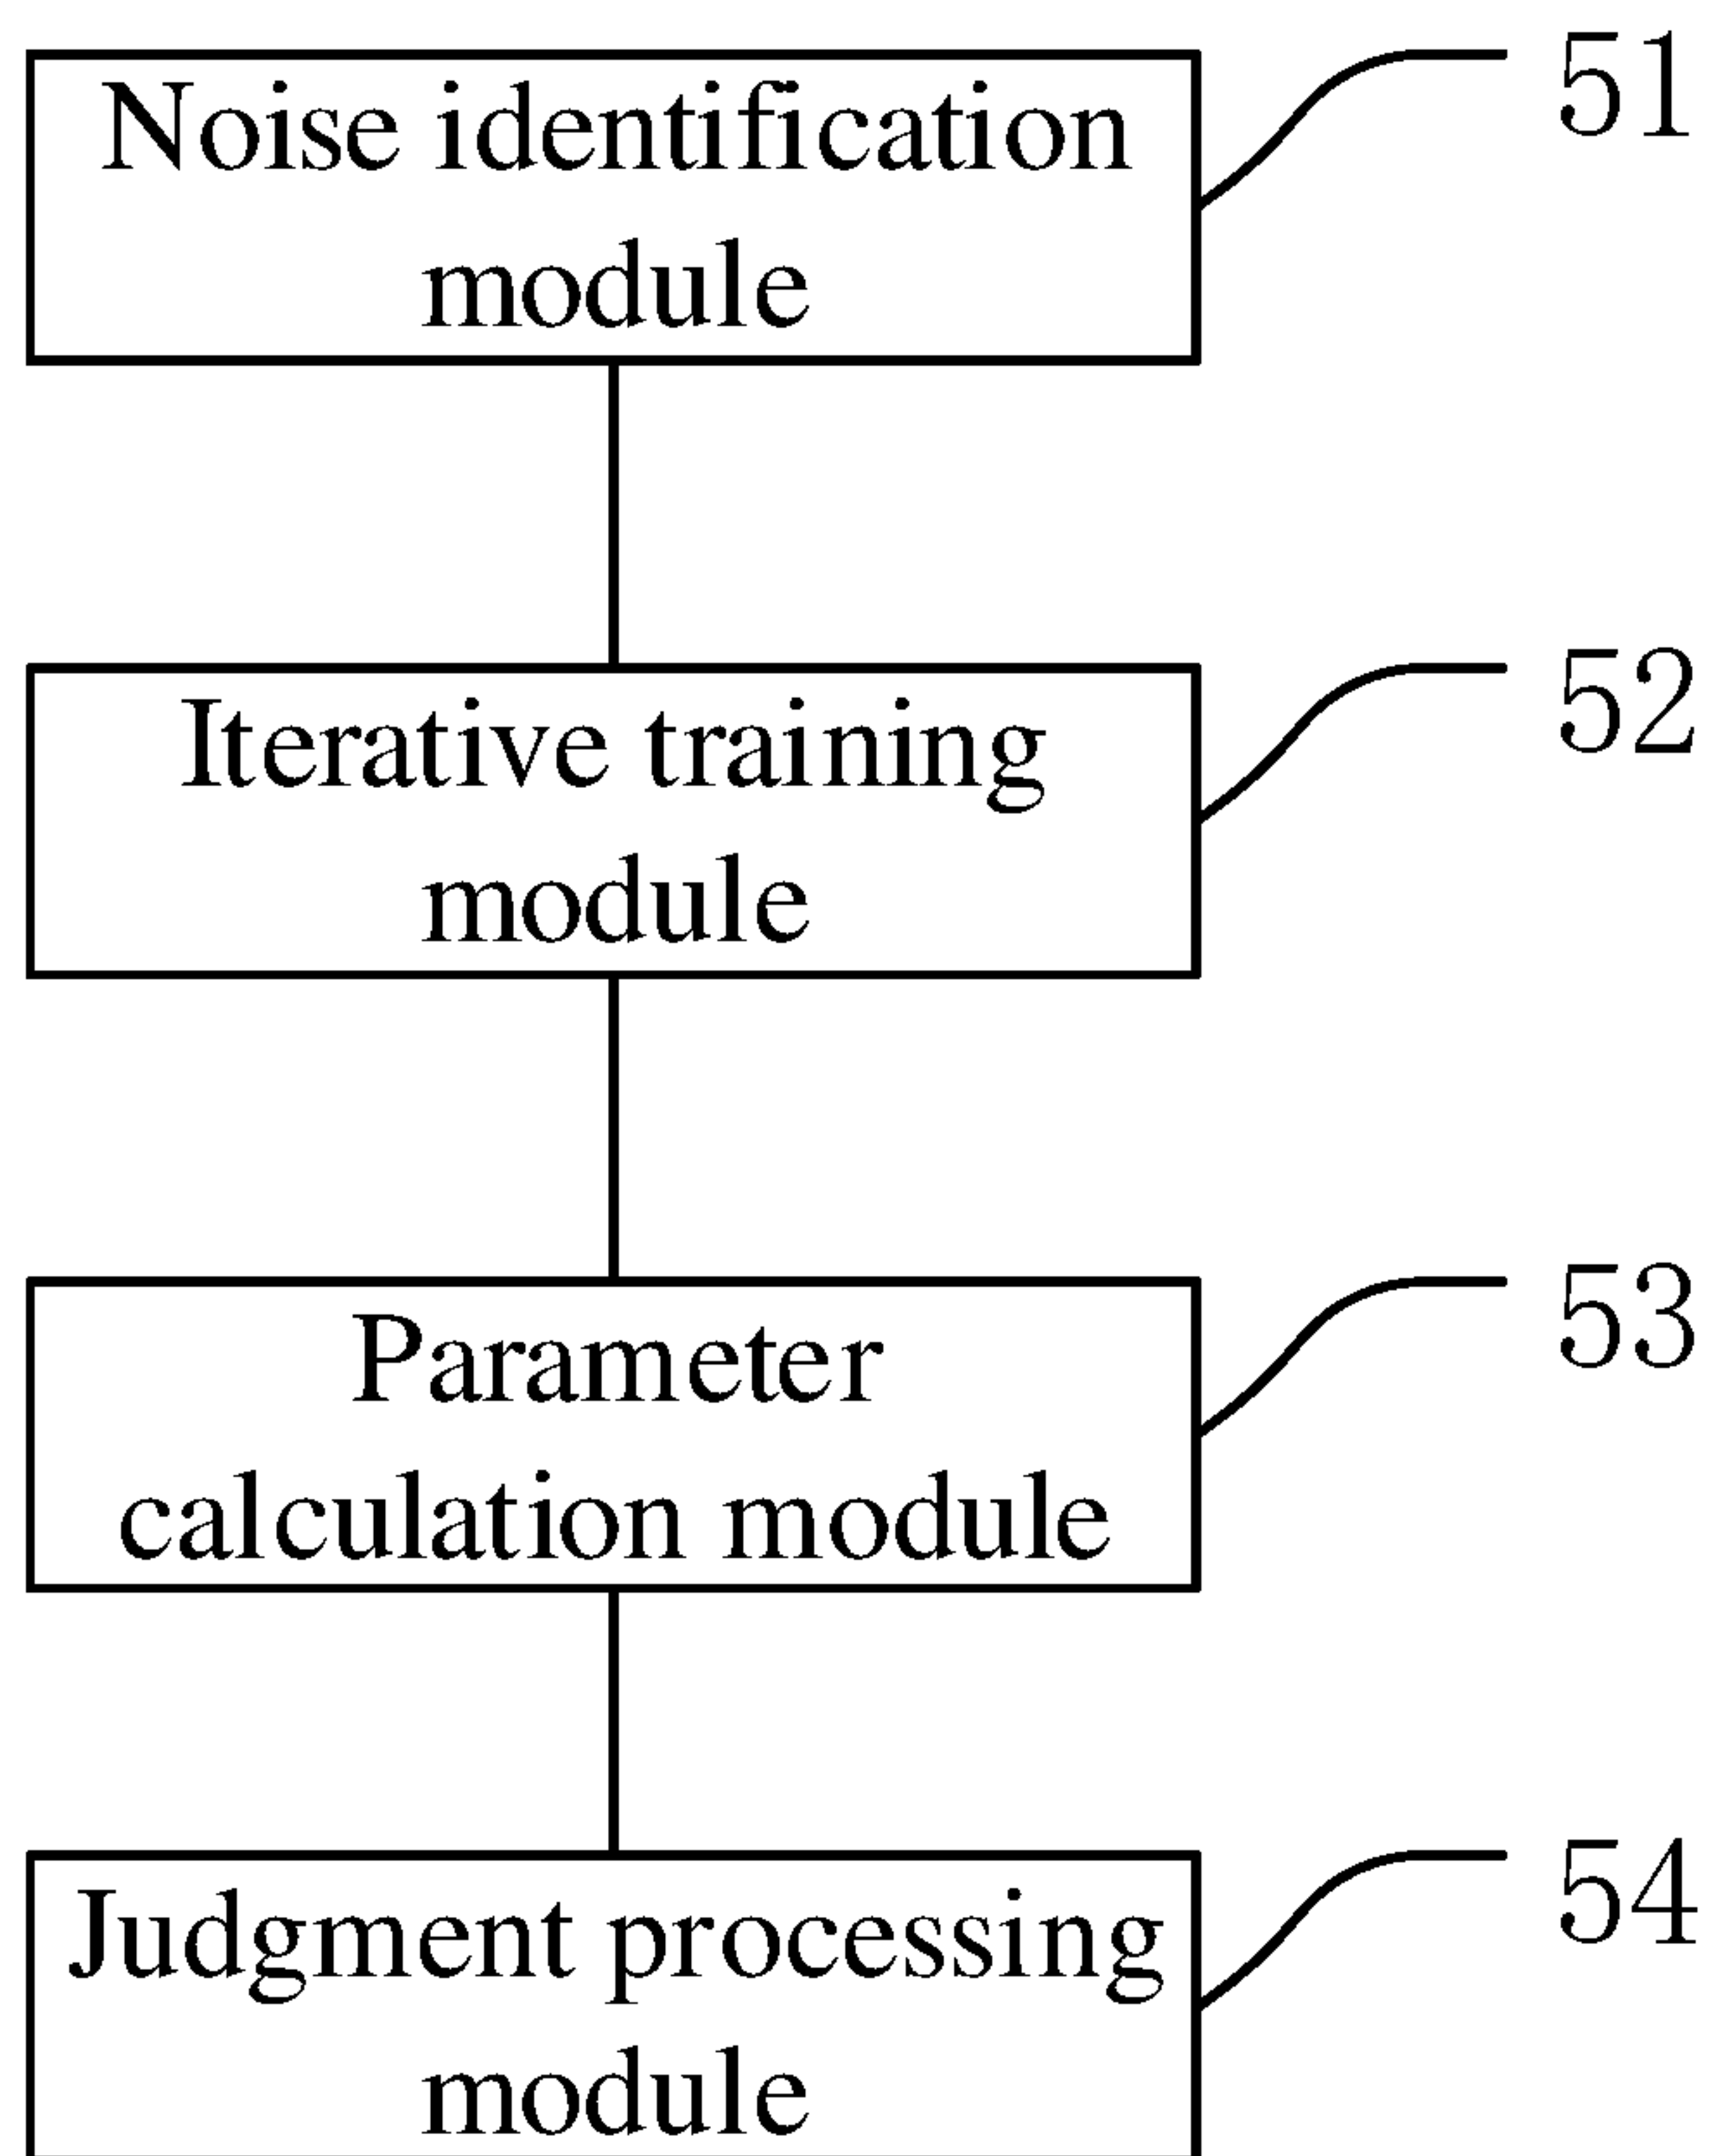 Noise identification
module
51
Iterative training
module
52
Parameter
calculation module
53
Judgment processing
module
54